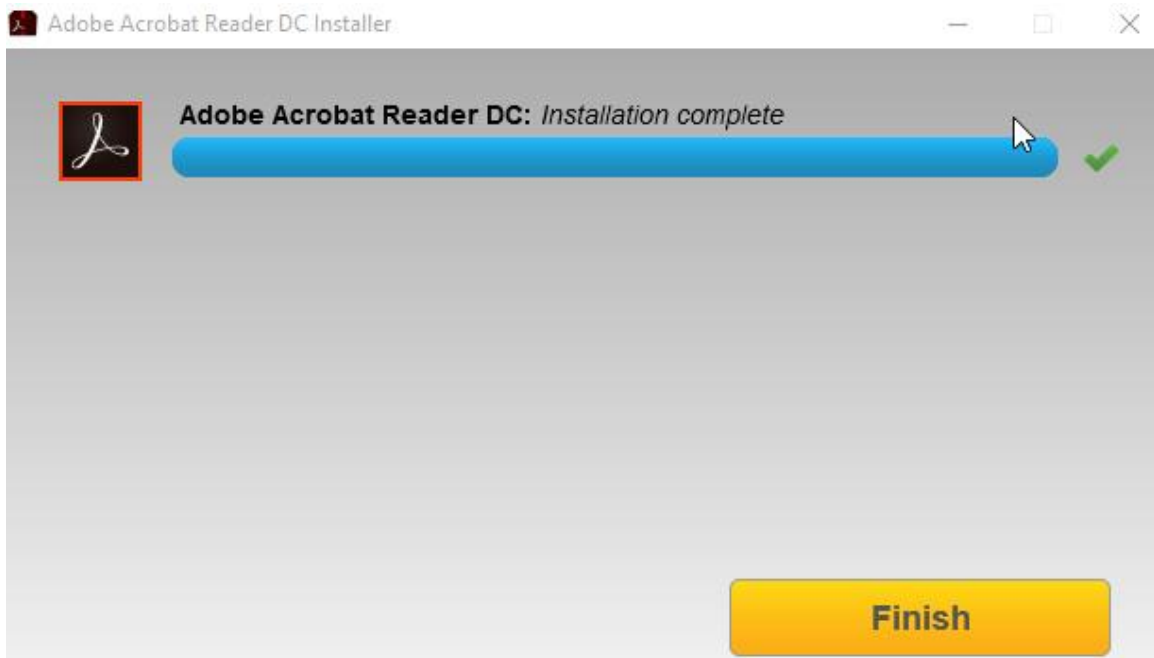 Adobe Acrobat Reader DC Installer
Adobe Acrobat Reader DC: Installation complete
Finish